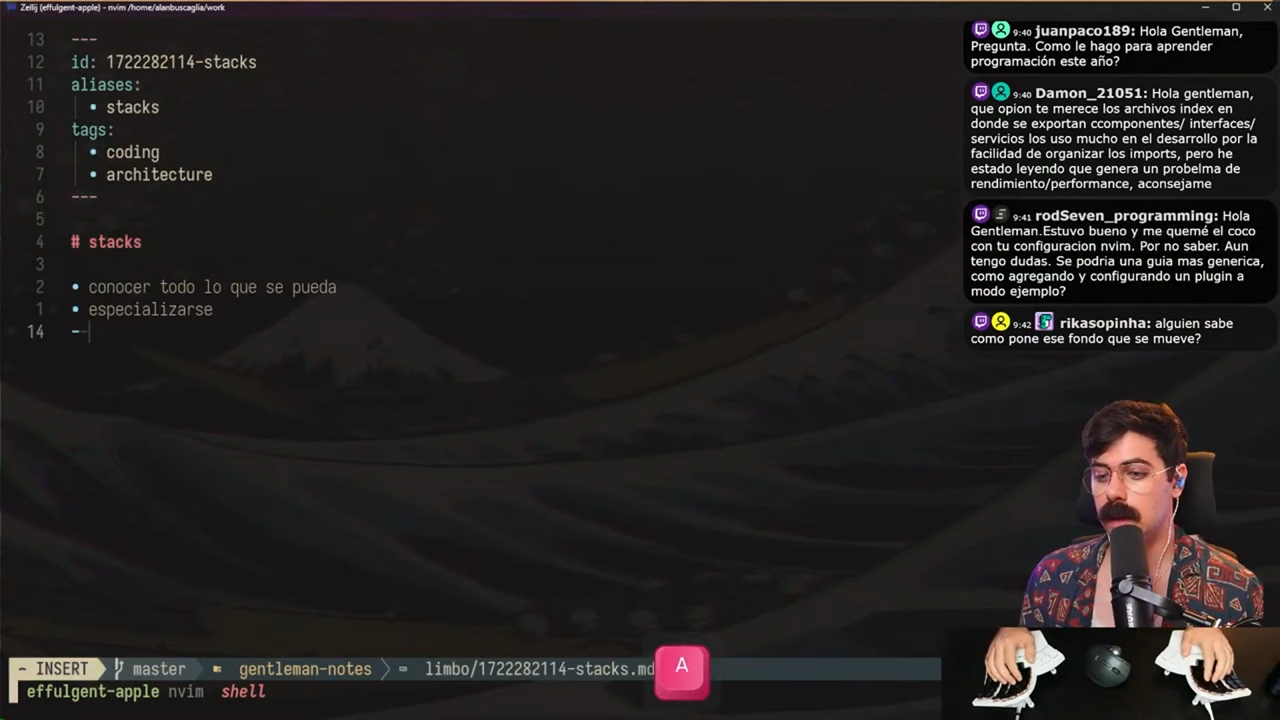 Zellij (effulgent-apple) - nvim /home/alanbuscaglia/work
13 ---
12 id: 1722282114-stacks
11 aliases:
10 • stacks
9 tags:
8 • coding
7 • architecture
6 ---
5
4 # stacks
3
2 • conocer todo lo que se pueda
1 • especializarse
14 -
- INSERT master gentleman-notes limbo/1722282114-stacks.md
effulgent-apple nvim shell
A
9:40 juanpaco189: Hola Gentleman,
Pregunta. Como le hago para aprender
programación este año?
9:40 Damon_21051: Hola gentleman,
que opion te merece los archivos index en
donde se exportan ccomponentes/ interfaces/
servicios los uso mucho en el desarrollo por la
facilidad de organizar los imports, pero he
estado leyendo que genera un probelma de
rendimiento/performance, aconsejame
9:41 rodSeven_programming: Hola
Gentleman.Estuvo bueno y me quemé el coco
con tu configuracion nvim. Por no saber. Aun
tengo dudas. Se podria una guia mas generica,
como agregando y configurando un plugin a
modo ejemplo?
9:42 rikasopinha: alguien sabe
como pone ese fondo que se mueve?